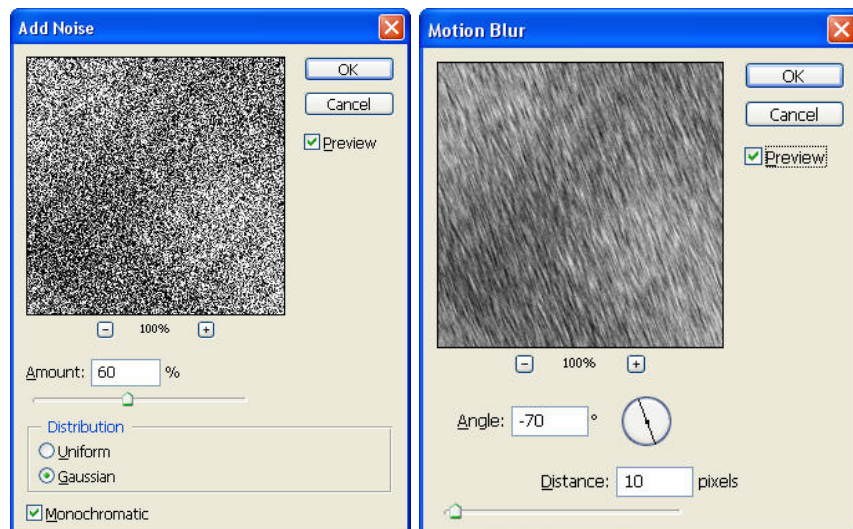 Add Noise
OK
Cancel
Preview
100%
Amount: 60 %
Distribution
Uniform
Gaussian
Monochromatic
Motion Blur
OK
Cancel
Preview
100%
Angle: -70 °
Distance: 10 pixels